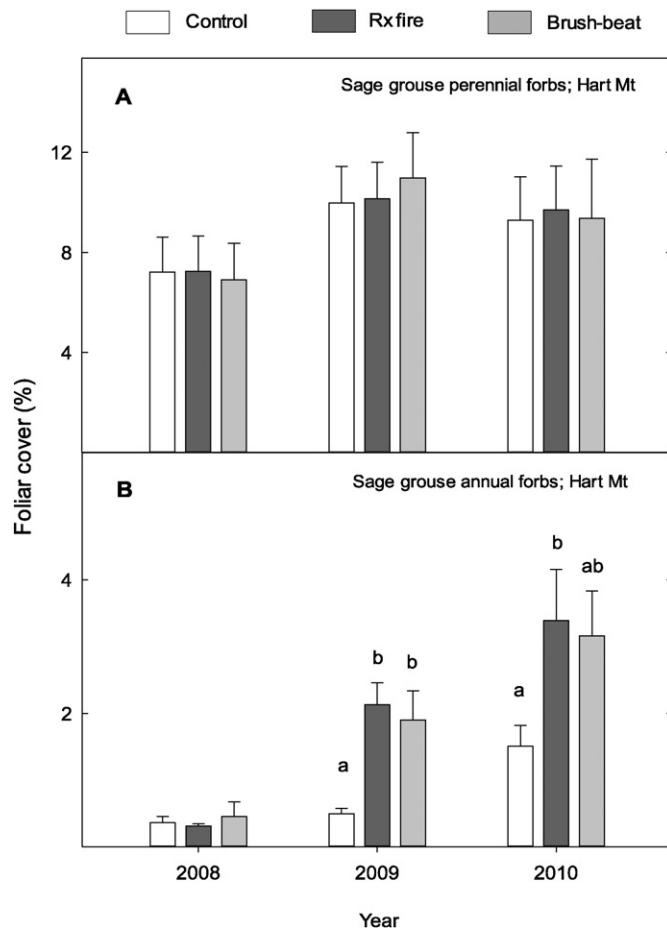 Control Rx fire Brush-beat
A Sage grouse perennial forbs; Hart Mt
12
8
4
Foliar cover (%)
B Sage grouse annual forbs; Hart Mt
4
2
a b b
a b ab
2008 2009 2010
Year